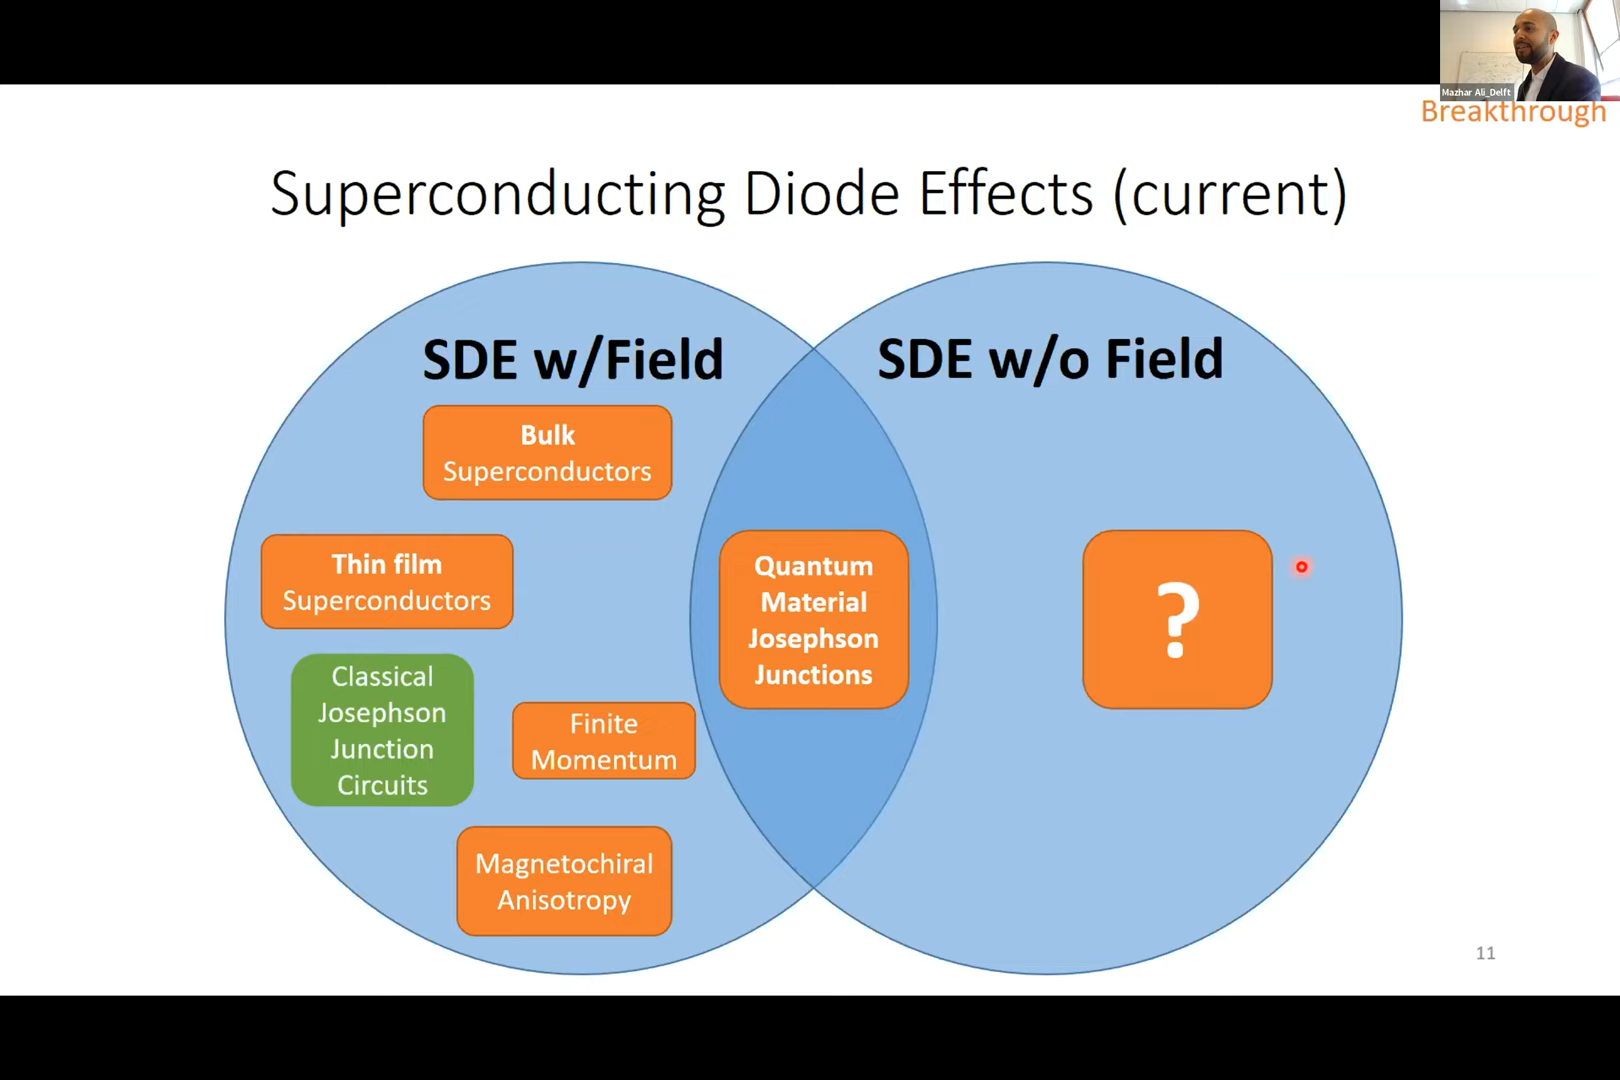 Mazhar Ali_Delft
Breakthrough
Superconducting Diode Effects (current)
SDE w/Field
SDE w/o Field
Bulk
Superconductors
Thin film
Superconductors
Classical
Josephson
Junction
Circuits
Finite
Momentum
Magnetochiral
Anisotropy
Quantum
Material
Josephson
Junctions
?
11